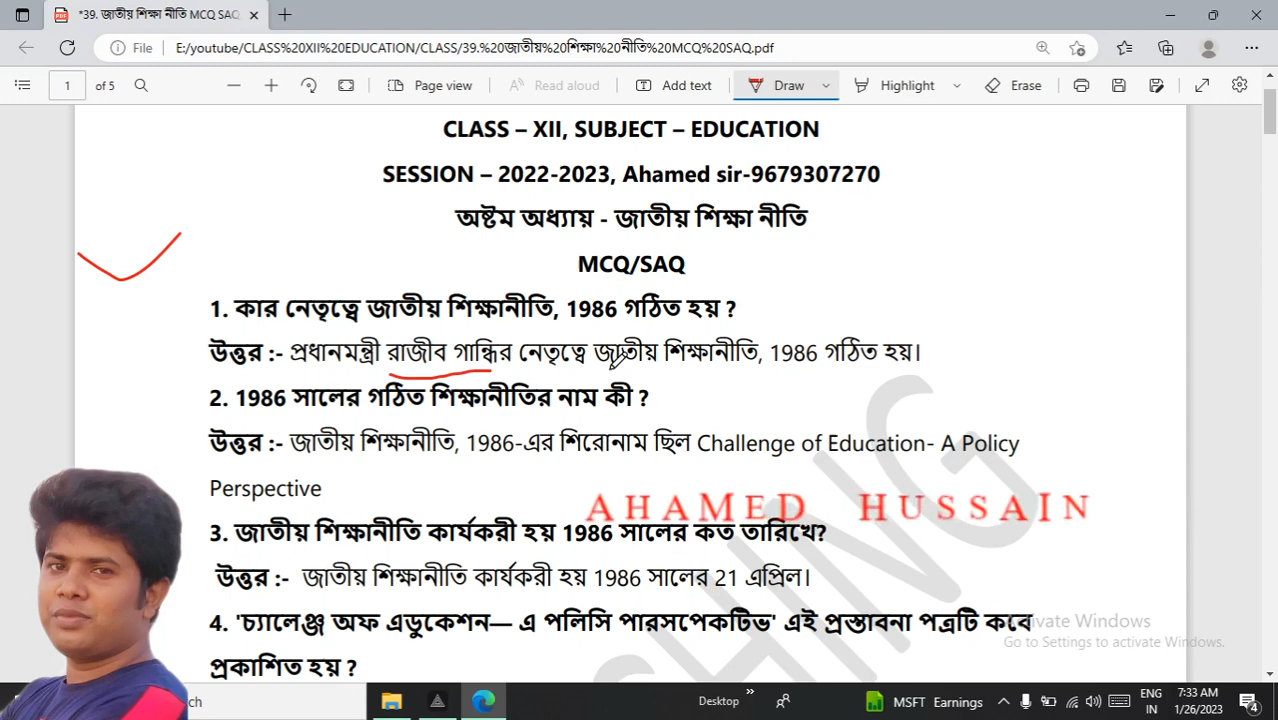 *39. জাতীয় শিক্ষা নীতি MCQ SAQ
File E:/youtube/CLASS%20XII%20EDUCATION/CLASS/39.%20জাতীয়%20শিক্ষা%20নীতি%20MCQ%20SAQ.pdf
1 of 5 Page view Read aloud Add text Draw Highlight Erase
CLASS – XII, SUBJECT – EDUCATION
SESSION – 2022-2023, Ahamed sir-9679307270
অষ্টম অধ্যায় - জাতীয় শিক্ষা নীতি
MCQ/SAQ
1. কার নেতৃত্বে জাতীয় শিক্ষানীতি, 1986 গঠিত হয় ?
উত্তর :- প্রধানমন্ত্রী রাজীব গান্ধির নেতৃত্বে জাতীয় শিক্ষানীতি, 1986 গঠিত হয়।
2. 1986 সালের গঠিত শিক্ষানীতির নাম কী ?
উত্তর :- জাতীয় শিক্ষানীতি, 1986-এর শিরোনাম ছিল Challenge of Education- A Policy
Perspective
AHAMED HUSSAIN
3. জাতীয় শিক্ষানীতি কার্যকরী হয় 1986 সালের কত তারিখে?
উত্তর :- জাতীয় শিক্ষানীতি কার্যকরী হয় 1986 সালের 21 এপ্রিল।
4. 'চ্যালেঞ্জ অফ এডুকেশন— এ পলিসি পারসপেকটিভ' এই প্রস্তাবনা পত্রটি কবে
প্রকাশিত হয় ?
Activate Windows
Go to Settings to activate Windows.
Desktop MSFT Earnings ENG 7:33 AM
IN 1/26/2023 4